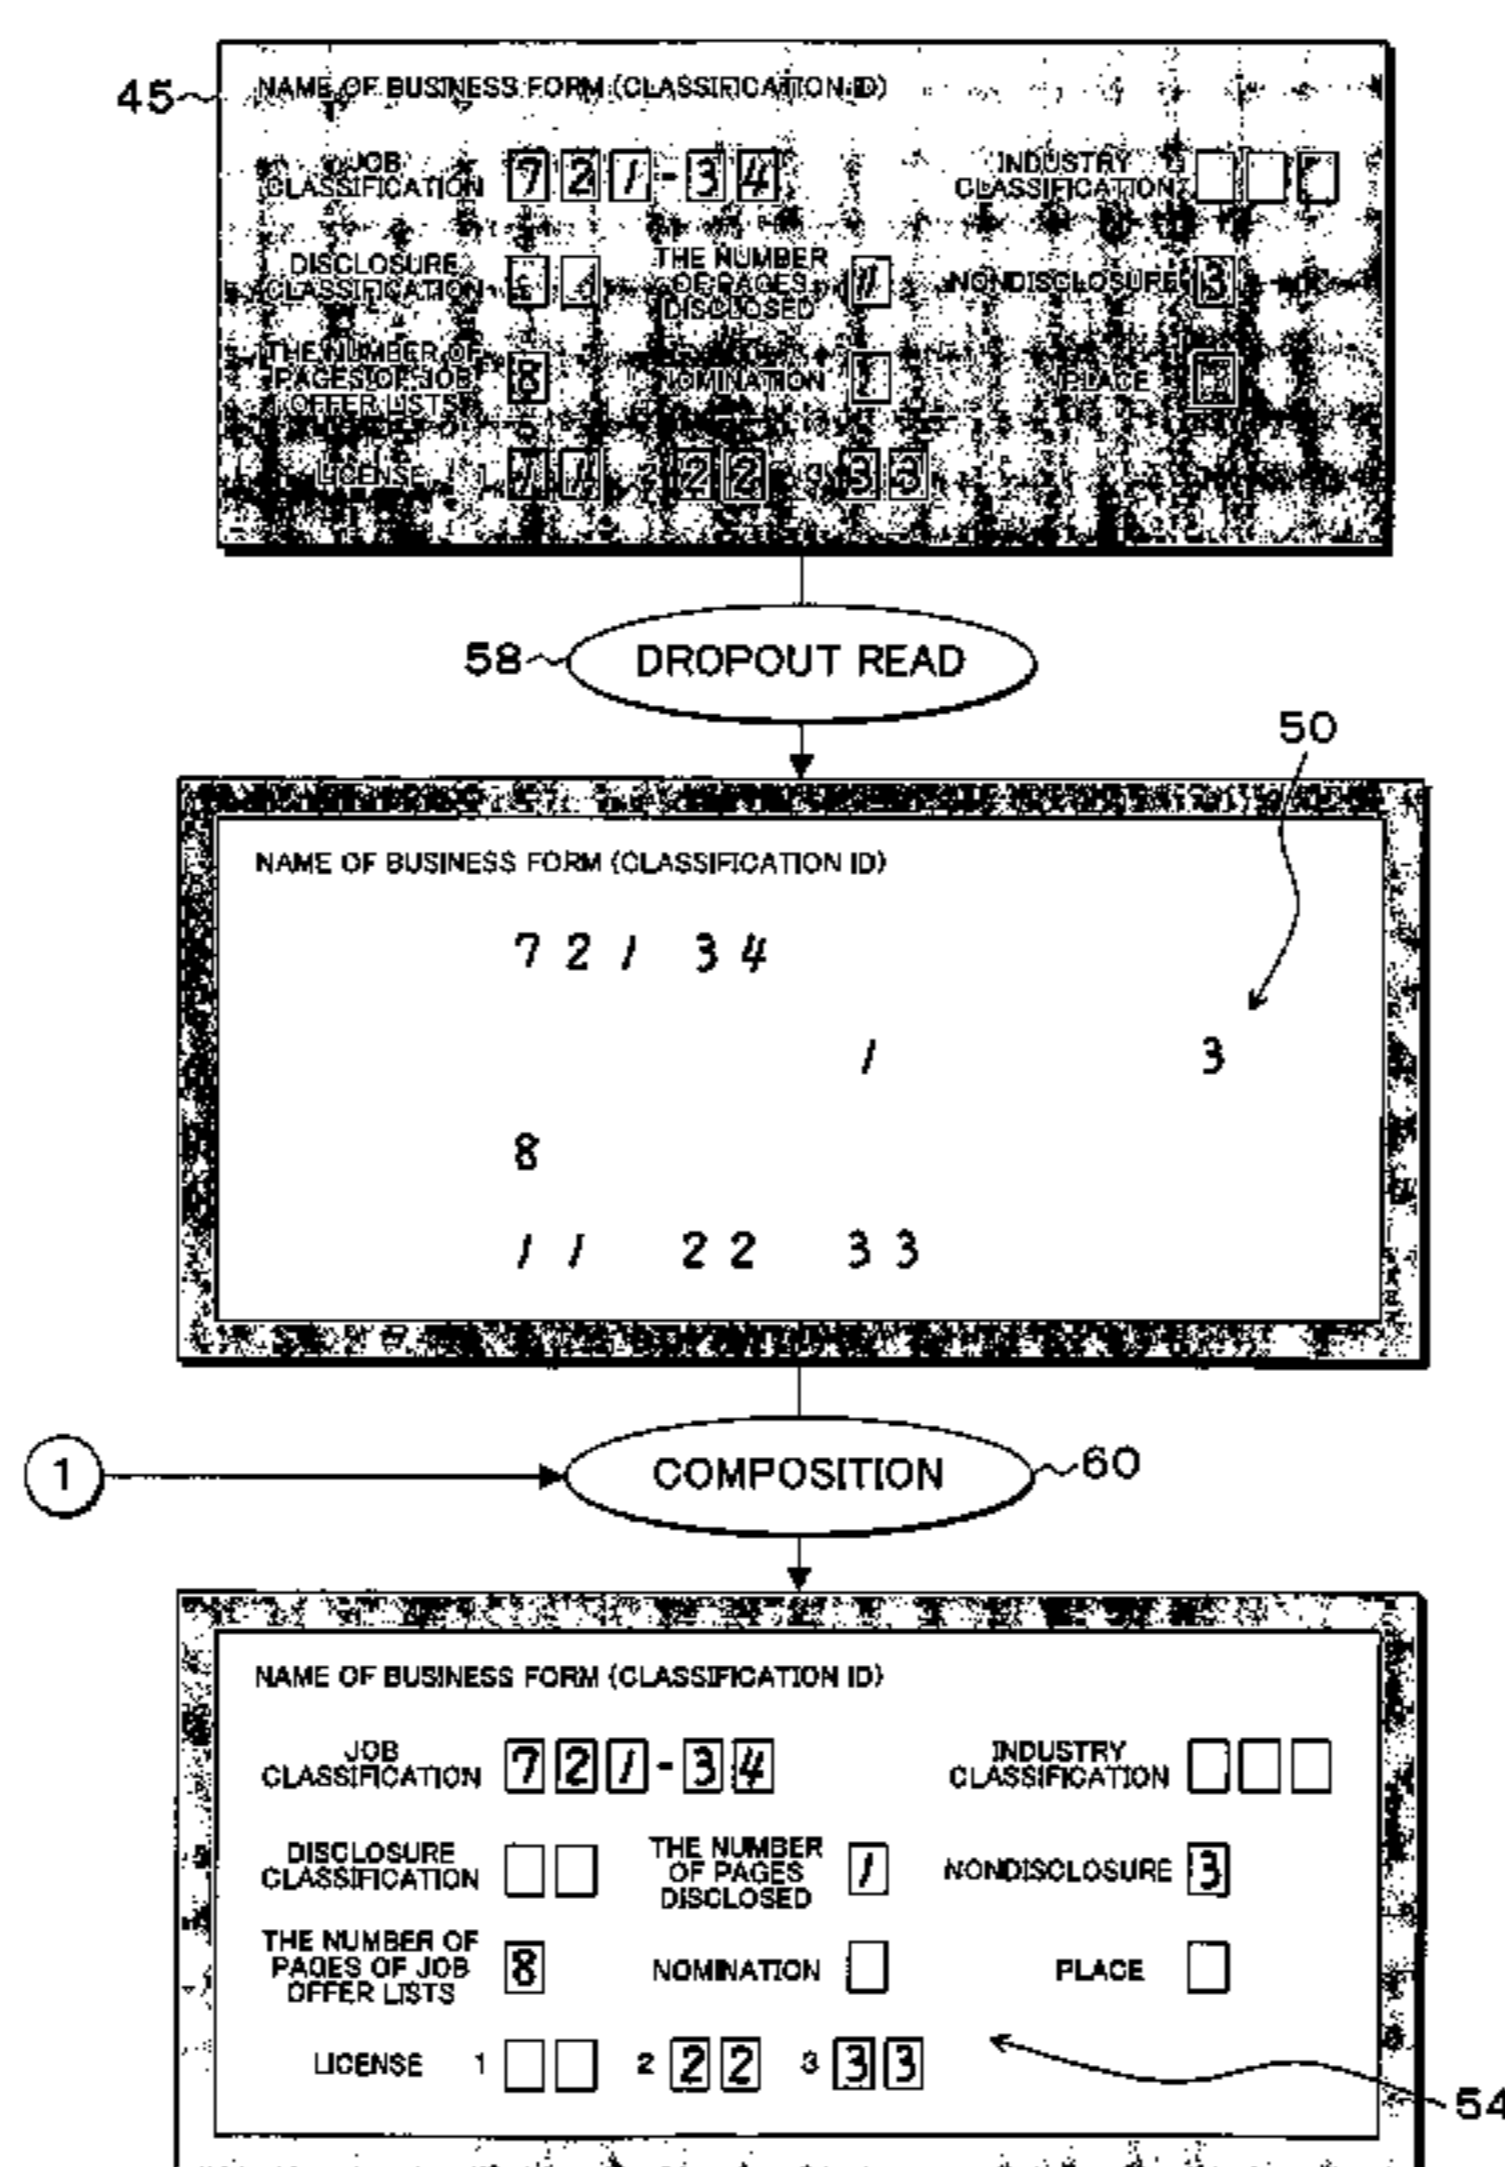 45
NAME OF BUSINESS FORM (CLASSIFICATION ID)
JOB CLASSIFICATION 7 2 1 - 3 4 INDUSTRY CLASSIFICATION
DISCLOSURE CLASSIFICATION THE NUMBER OF PAGES DISCLOSED 1 NONDISCLOSURE 3
THE NUMBER OF PAGES OF JOB OFFER LISTS 8 NOMINATION PLACE
LICENSE 1 1 1 2 2 2 3 3 3
58 DROPOUT READ
50
NAME OF BUSINESS FORM (CLASSIFICATION ID)
7 2 1 3 4
1 3
8
1 1 2 2 3 3
1 COMPOSITION 60
NAME OF BUSINESS FORM (CLASSIFICATION ID)
JOB CLASSIFICATION 7 2 1 - 3 4 INDUSTRY CLASSIFICATION
DISCLOSURE CLASSIFICATION THE NUMBER OF PAGES DISCLOSED 1 NONDISCLOSURE 3
THE NUMBER OF PAGES OF JOB OFFER LISTS 8 NOMINATION PLACE
LICENSE 1 2 2 2 3 3 3
54